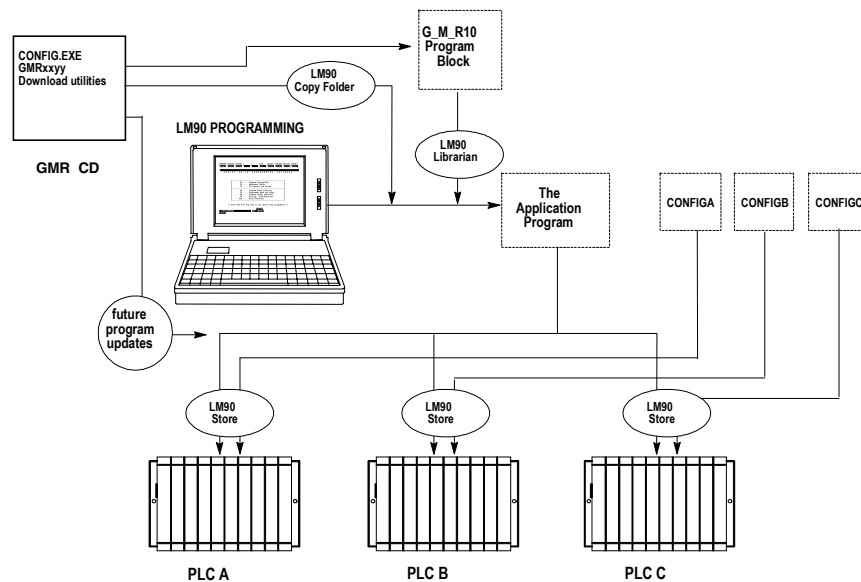 CONFIG.EXE
GMRxxyy
Download utilities
GMR CD
LM90
Copy Folder
G_M_R10
Program
Block
LM90 PROGRAMMING
LM90
Librarian
The
Application
Program
CONFIGA
CONFIGB
CONFIGC
future
program
updates
LM90
Store
LM90
Store
LM90
Store
PLC A
PLC B
PLC C